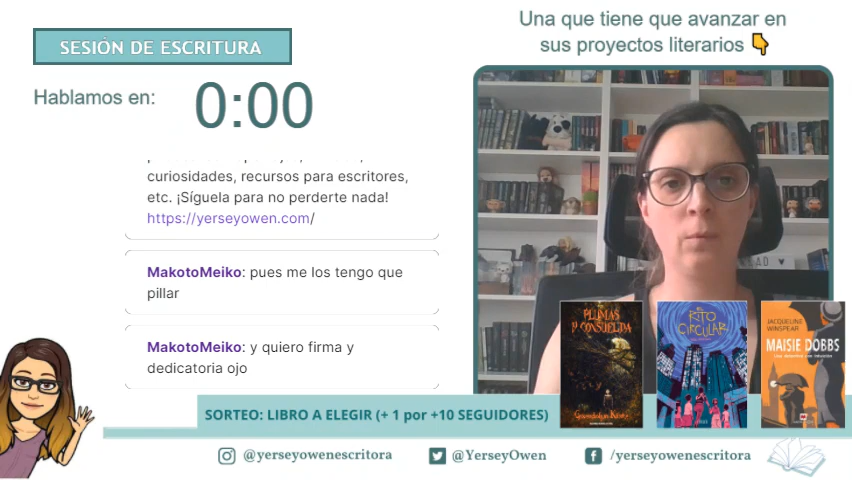 SESIÓN DE ESCRITURA
Una que tiene que avanzar en
sus proyectos literarios
Hablamos en:
0:00
curiosidades, recursos para escritores,
etc. ¡Síguela para no perderte nada!
https://yerseyowen.com/
MakotoMeiko: pues me los tengo que
pillar
MakotoMeiko: y quiero firma y
dedicatoria ojo
PLUMAS
Y CONSUELDA
EL
RITO
CIRCULAR
JACQUELINE
WINSPEAR
MAISIE DOBBS
SORTEO: LIBRO A ELEGIR (+ 1 por +10 SEGUIDORES)
@yerseyowenescritora
@YerseyOwen
/yerseyowenescritora